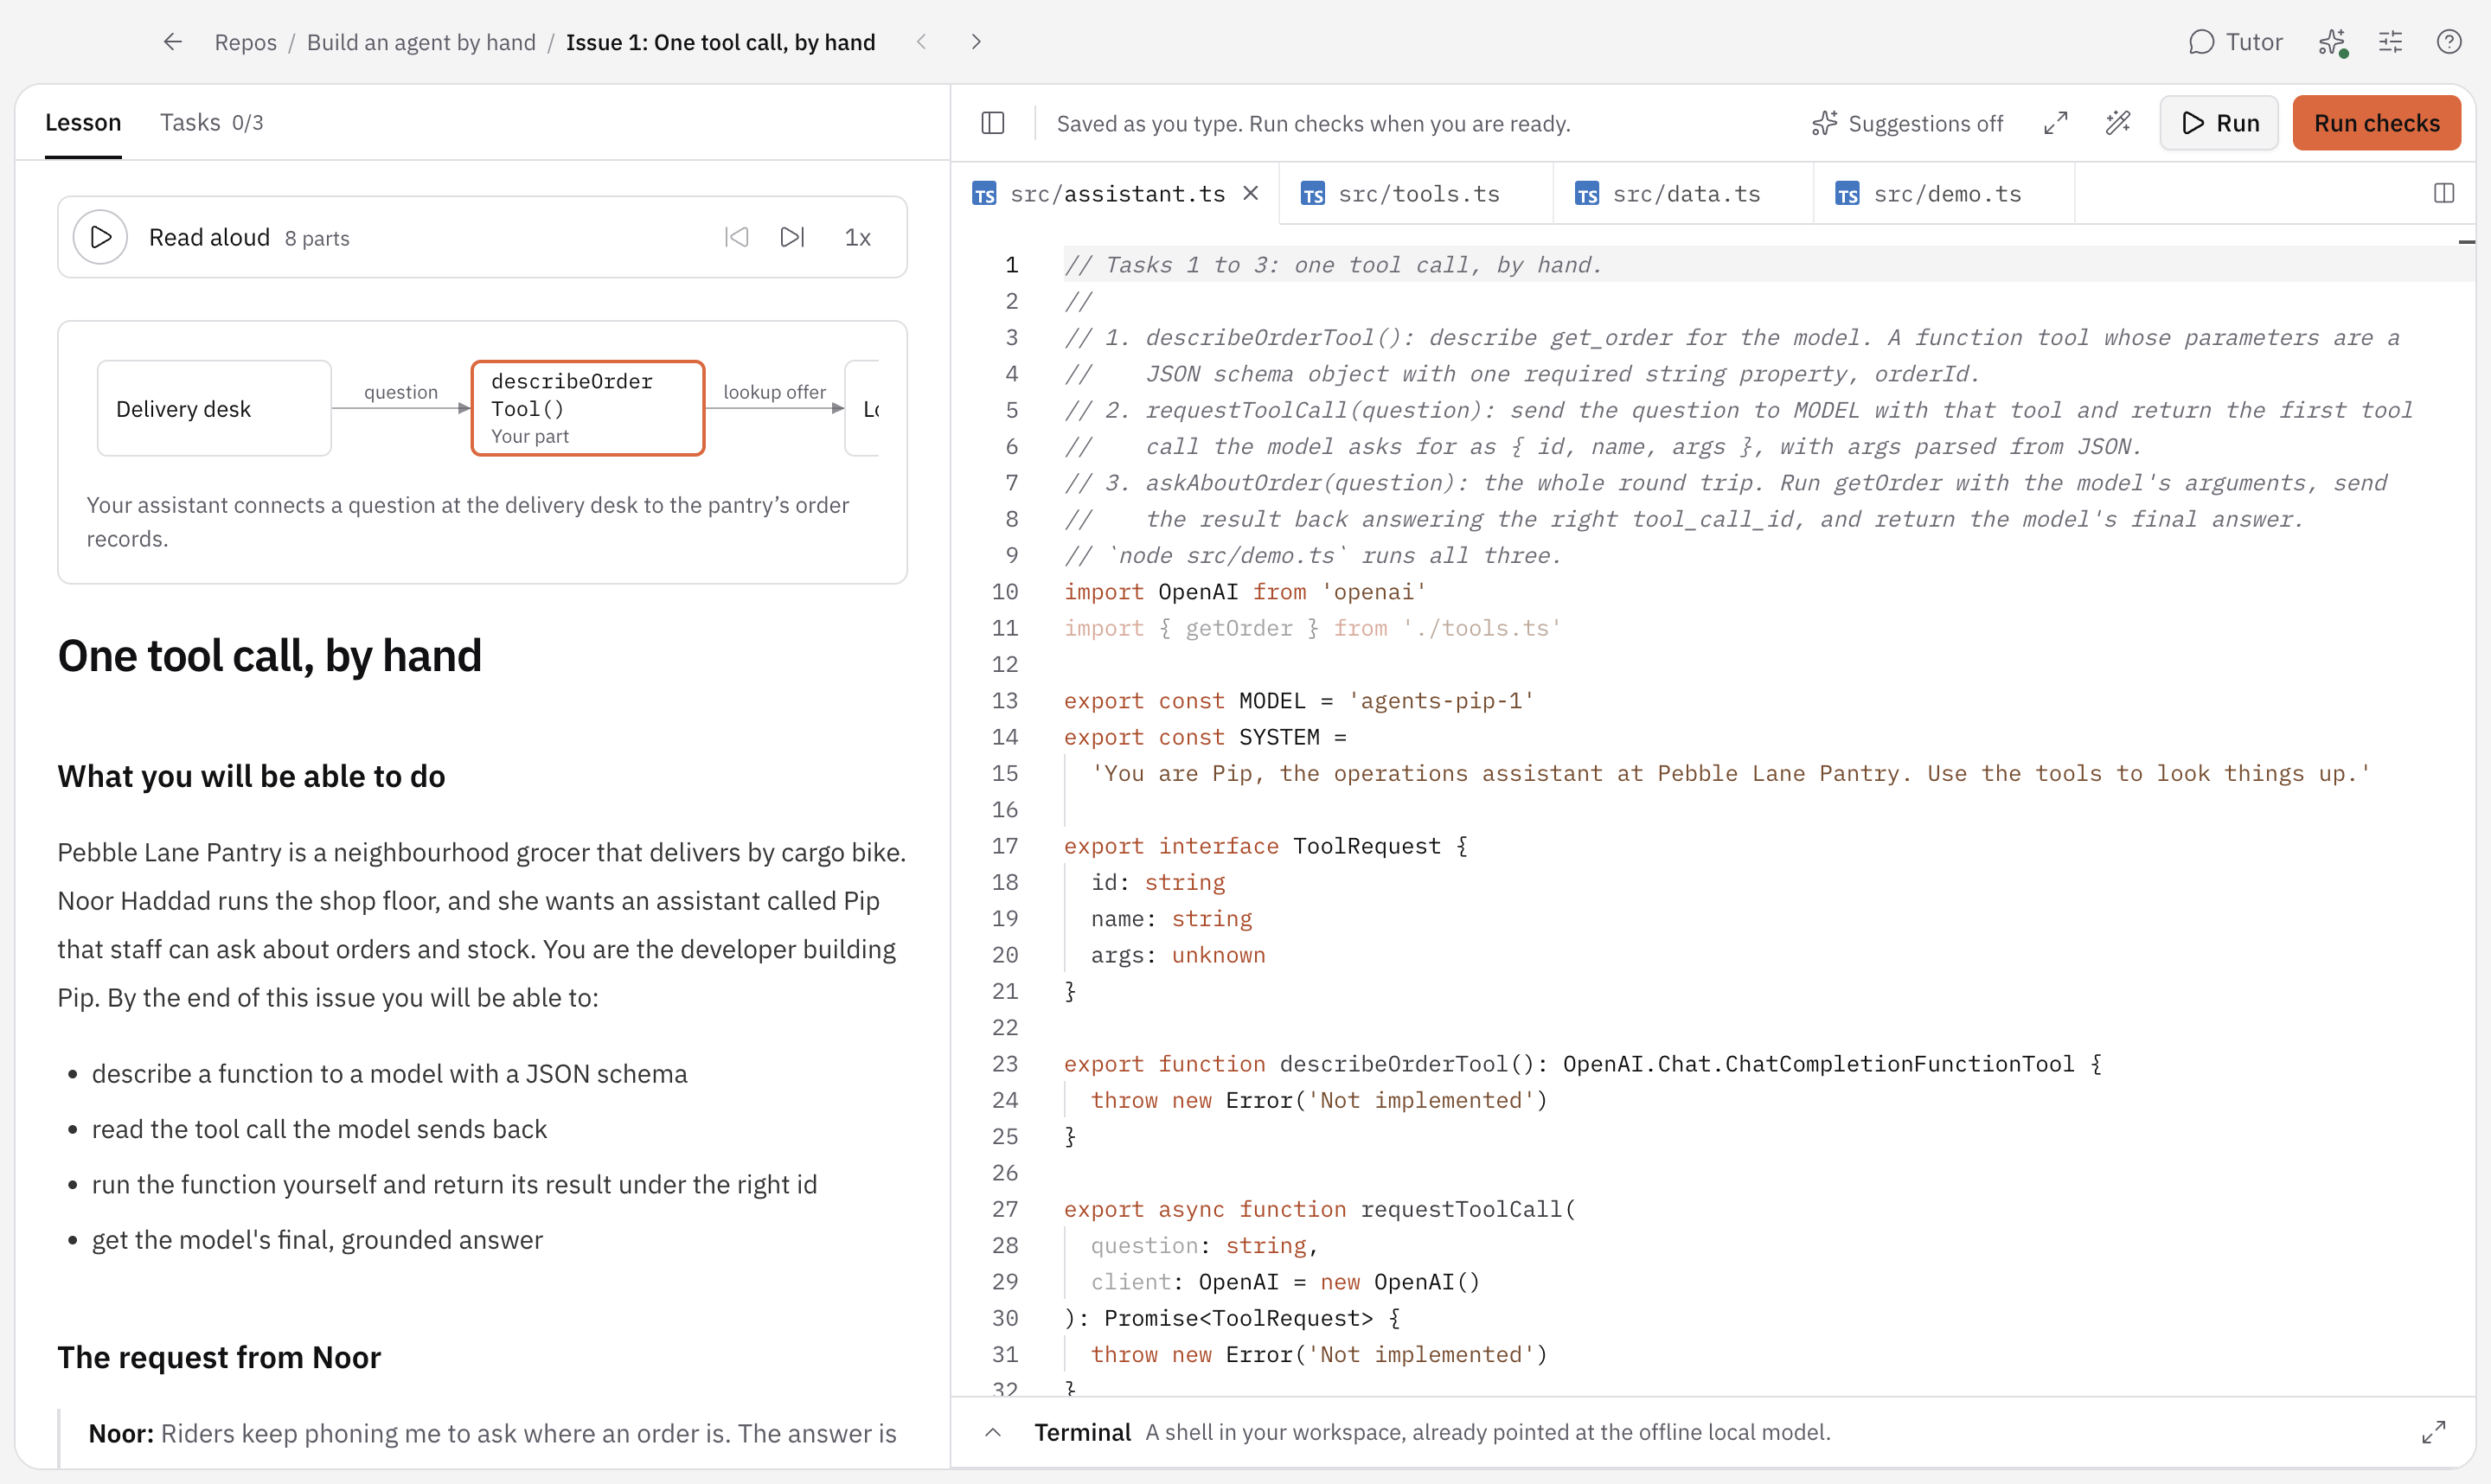 Repos / Build an agent by hand / Issue 1: One tool call, by hand
Tutor
Lesson
Tasks 0/3
Read aloud 8 parts
1x
Delivery desk
question
describeOrder
Tool()
Your part
lookup offer
Your assistant connects a question at the delivery desk to the pantry’s order
records.
One tool call, by hand
What you will be able to do
Pebble Lane Pantry is a neighbourhood grocer that delivers by cargo bike.
Noor Haddad runs the shop floor, and she wants an assistant called Pip
that staff can ask about orders and stock. You are the developer building
Pip. By the end of this issue you will be able to:
• describe a function to a model with a JSON schema
• read the tool call the model sends back
• run the function yourself and return its result under the right id
• get the model's final, grounded answer
The request from Noor
Noor: Riders keep phoning me to ask where an order is. The answer is
Saved as you type. Run checks when you are ready.
Suggestions off
Run
Run checks
TS src/assistant.ts
TS src/tools.ts
TS src/data.ts
TS src/demo.ts
1 // Tasks 1 to 3: one tool call, by hand.
2 //
3 // 1. describeOrderTool(): describe get_order for the model. A function tool whose parameters are a
4 //    JSON schema object with one required string property, orderId.
5 // 2. requestToolCall(question): send the question to MODEL with that tool and return the first tool
6 //    call the model asks for as { id, name, args }, with args parsed from JSON.
7 // 3. askAboutOrder(question): the whole round trip. Run getOrder with the model's arguments, send
8 //    the result back answering the right tool_call_id, and return the model's final answer.
9 // `node src/demo.ts` runs all three.
10 import OpenAI from 'openai'
11 import { getOrder } from './tools.ts'
12
13 export const MODEL = 'agents-pip-1'
14 export const SYSTEM =
15   'You are Pip, the operations assistant at Pebble Lane Pantry. Use the tools to look things up.'
16
17 export interface ToolRequest {
18   id: string
19   name: string
20   args: unknown
21 }
22
23 export function describeOrderTool(): OpenAI.Chat.ChatCompletionFunctionTool {
24   throw new Error('Not implemented')
25 }
26
27 export async function requestToolCall(
28   question: string,
29   client: OpenAI = new OpenAI()
30 ): Promise<ToolRequest> {
31   throw new Error('Not implemented')
32 }
Terminal A shell in your workspace, already pointed at the offline local model.